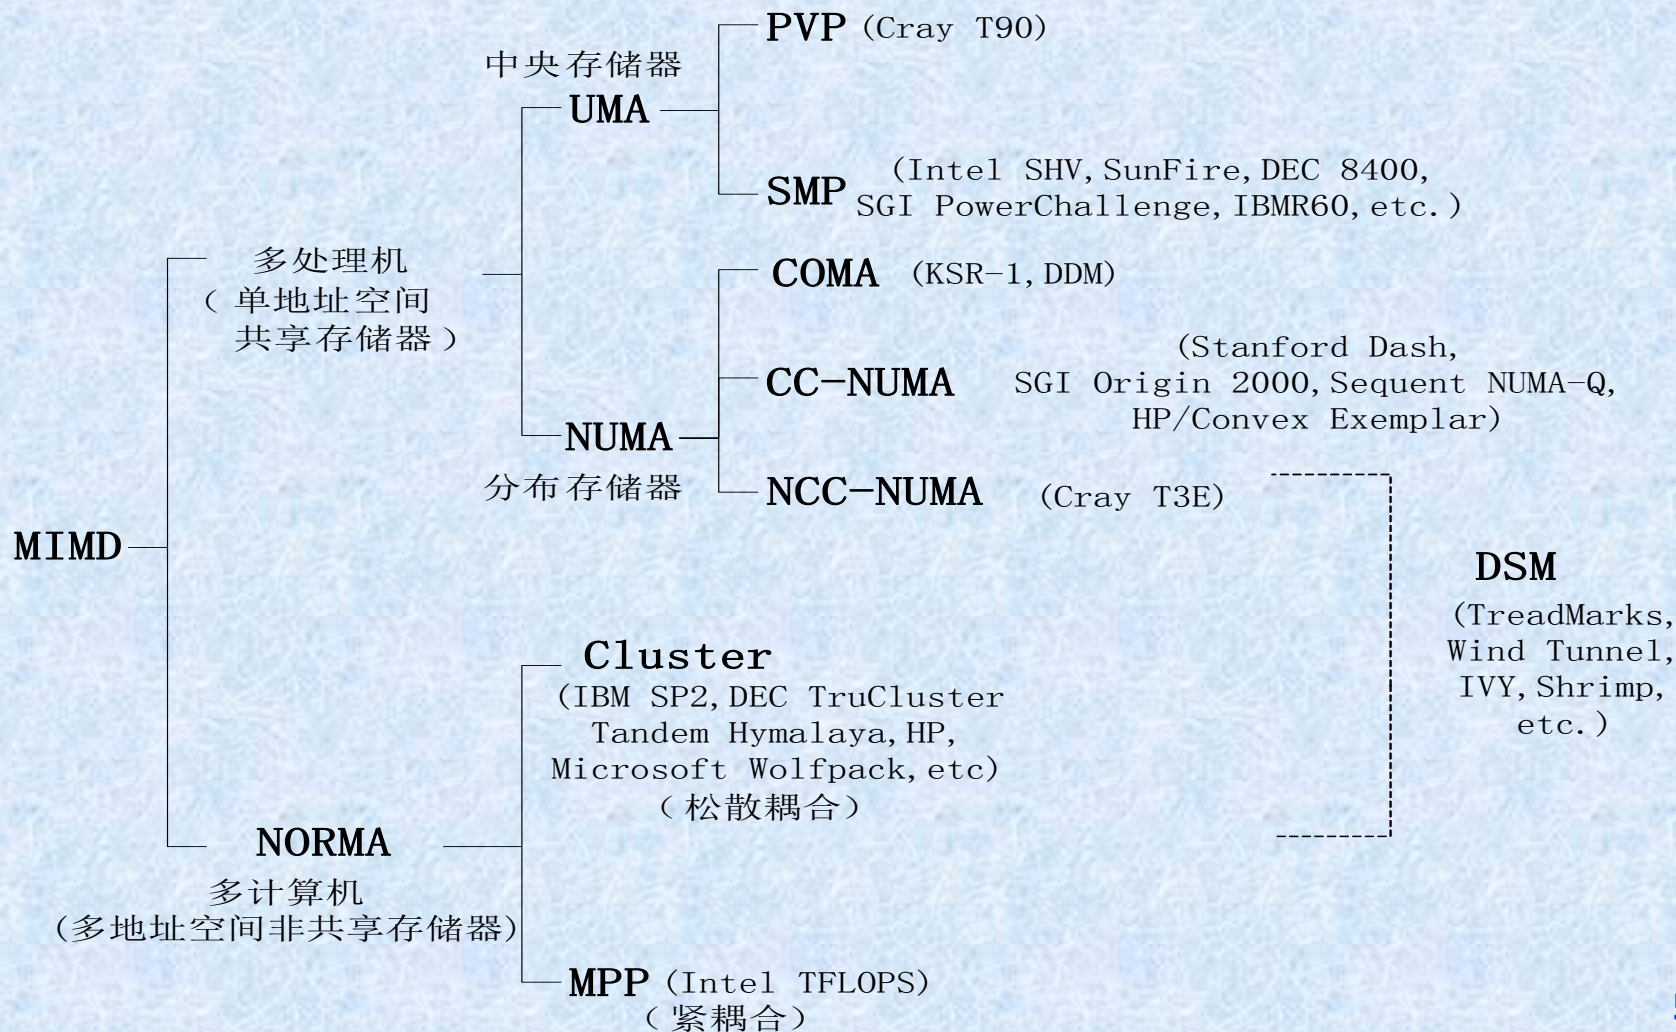 PVP (Cray T90)
中央存储器
UMA
SMP (Intel SHV,SunFire,DEC 8400,
SGI PowerChallenge,IBMR60,etc.)
多处理机
（单地址空间
共享存储器）
COMA (KSR-1,DDM)
CC-NUMA (Stanford Dash,
SGI Origin 2000,Sequent NUMA-Q,
HP/Convex Exemplar)
NUMA
分布存储器
NCC-NUMA (Cray T3E)
MIMD
DSM
(TreadMarks,
Wind Tunnel,
IVY,Shrimp,
etc.)
Cluster
(IBM SP2,DEC TruCluster
Tandem Hymalaya,HP,
Microsoft Wolfpack,etc)
（松散耦合）
NORMA
多计算机
(多地址空间非共享存储器)
MPP (Intel TFLOPS)
（紧耦合）